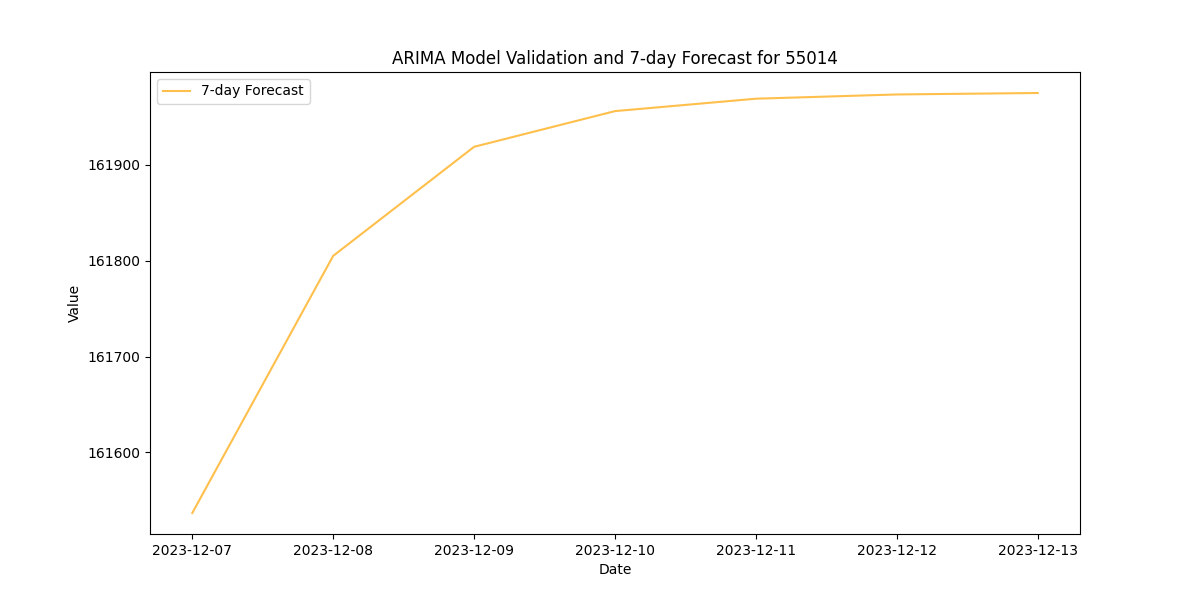 ARIMA Model Validation and 7-day Forecast for 55014
7-day Forecast
161900
161800
161700
161600
Value
2023-12-07 2023-12-08 2023-12-09 2023-12-10 2023-12-11 2023-12-12 2023-12-13
Date